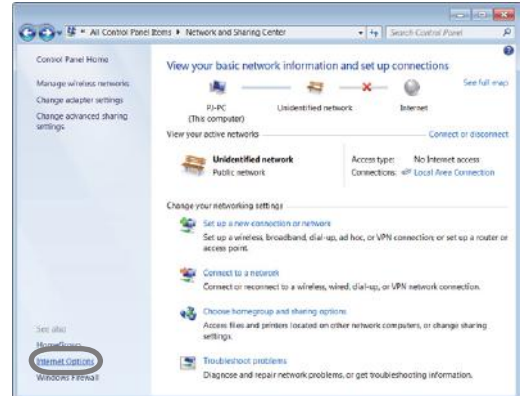 All Control Panel Items ▸ Network and Sharing Center
Search Control Panel
Control Panel Home
Manage wireless networks
Change adapter settings
Change advanced sharing
settings
View your basic network information and set up connections
See full map
PJ-PC
(This computer)
Unidentified network
Internet
View your active networks
Connect or disconnect
Unidentified network
Public network
Access type: No Internet access
Connections: Local Area Connection
Change your networking settings
Set up a new connection or network
Set up a wireless, broadband, dial-up, ad hoc, or VPN connection; or set up a router or
access point.
Connect to a network
Connect or reconnect to a wireless, wired, dial-up, or VPN network connection.
Choose homegroup and sharing options
Access files and printers located on other network computers, or change sharing
settings.
Troubleshoot problems
Diagnose and repair network problems, or get troubleshooting information.
See also
HomeGroup
Internet Options
Windows Firewall